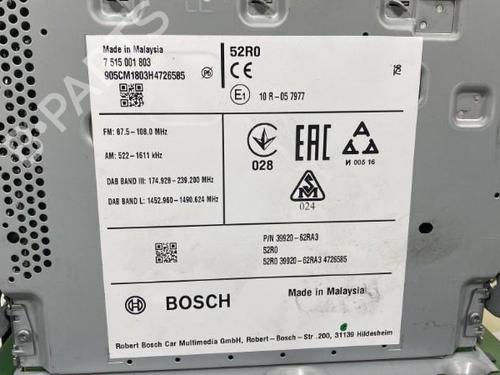 Made in Malaysia
7 515 001 803
905CM1803H4726585
52R0
CE
E1
10 R - 05 7977
FM: 87.5 - 108.0 MHz
AM: 522 - 1611 kHz
DAB BAND III: 174.928 - 239.200 MHz
DAB BAND L: 1452.960 - 1490.624 MHz
028
EAC
И 005 16
024
P/N 39920 - 62RA3
52R0
52R0 39920 - 62RA3 4726585
BOSCH
Made in Malaysia
Robert Bosch Car Multimedia GmbH, Robert - Bosch - Str .200, 31139 Hildesheim